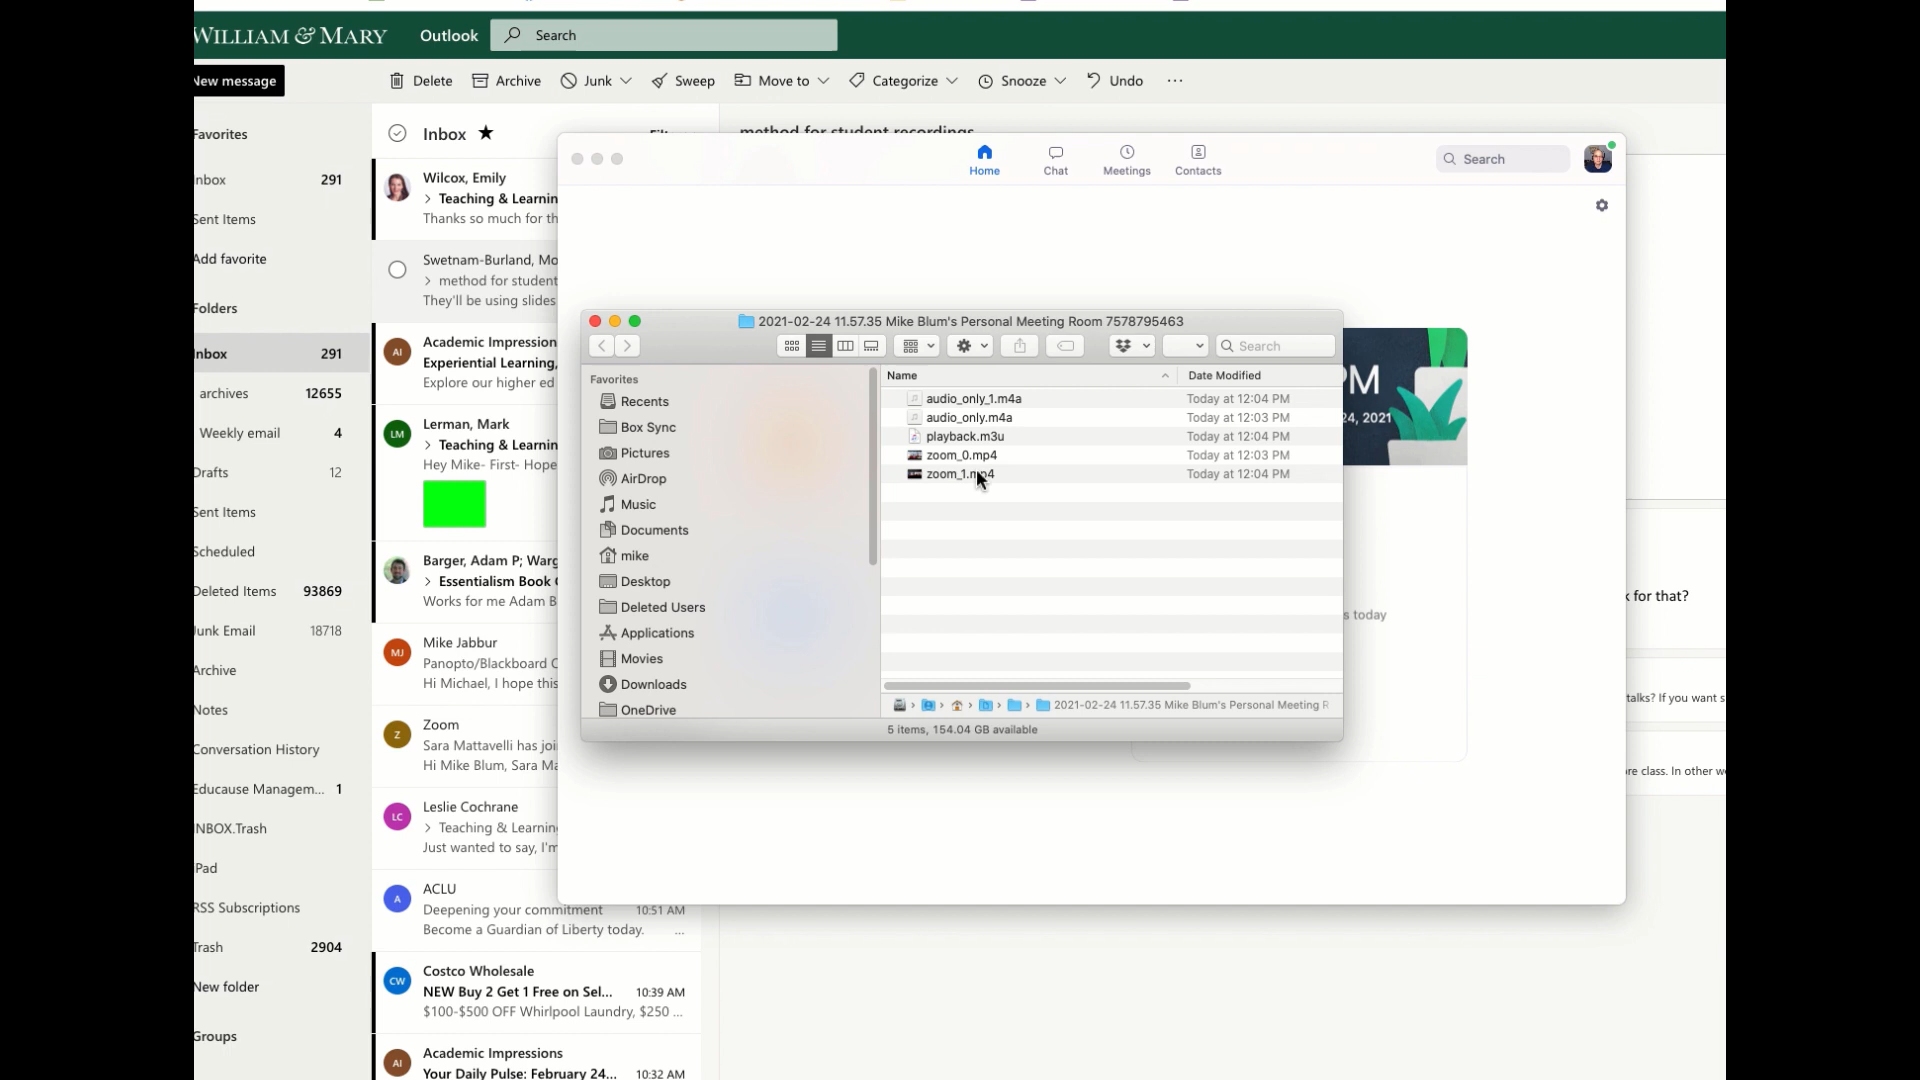 WILLIAM & MARY
Outlook
Search
New message
Delete
Archive
Junk
Sweep
Move to
Categorize
Snooze
Undo
Favorites
Inbox 291
Sent Items
Add favorite
Folders
Inbox 291
archives 12655
Weekly email 4
Drafts 12
Sent Items
Scheduled
Deleted Items 93869
Junk Email 18718
Archive
Notes
Conversation History
Educause Managem... 1
INBOX.Trash
iPad
RSS Subscriptions
Trash 2904
New folder
Groups
Inbox ★
Wilcox, Emily
> Teaching & Learnin
Thanks so much for th
Swetnam-Burland, Mo
> method for student
They'll be using slides
AI
Academic Impression
Experiential Learning,
Explore our higher ed
LM
Lerman, Mark
> Teaching & Learnin
Hey Mike- First- Hope
Barger, Adam P; Warg
> Essentialism Book
Works for me Adam B
MJ
Mike Jabbur
Panopto/Blackboard C
Hi Michael, I hope this
Z
Zoom
Sara Mattavelli has joi
Hi Mike Blum, Sara Ma
LC
Leslie Cochrane
> Teaching & Learning
Just wanted to say, I'm
A
ACLU
Deepening your commitment 10:51 AM
Become a Guardian of Liberty today. ...
CW
Costco Wholesale
NEW Buy 2 Get 1 Free on Sel... 10:39 AM
$100-$500 OFF Whirlpool Laundry, $250 ...
AI
Academic Impressions
Your Daily Pulse: February 24... 10:32 AM
method for student recordings
Home
Chat
Meetings
Contacts
Search
2021-02-24 11.57.35 Mike Blum's Personal Meeting Room 7578795463
Search
Favorites
Recents
Box Sync
Pictures
AirDrop
Music
Documents
mike
Desktop
Deleted Users
Applications
Movies
Downloads
OneDrive
Name Date Modified
audio_only_1.m4a Today at 12:04 PM
audio_only.m4a Today at 12:03 PM
playback.m3u Today at 12:04 PM
zoom_0.mp4 Today at 12:03 PM
zoom_1.mp4 Today at 12:04 PM
2021-02-24 11.57.35 Mike Blum's Personal Meeting R
5 items, 154.04 GB available
PM
24, 2021
s today
k for that?
talks? If you want s
re class. In other w